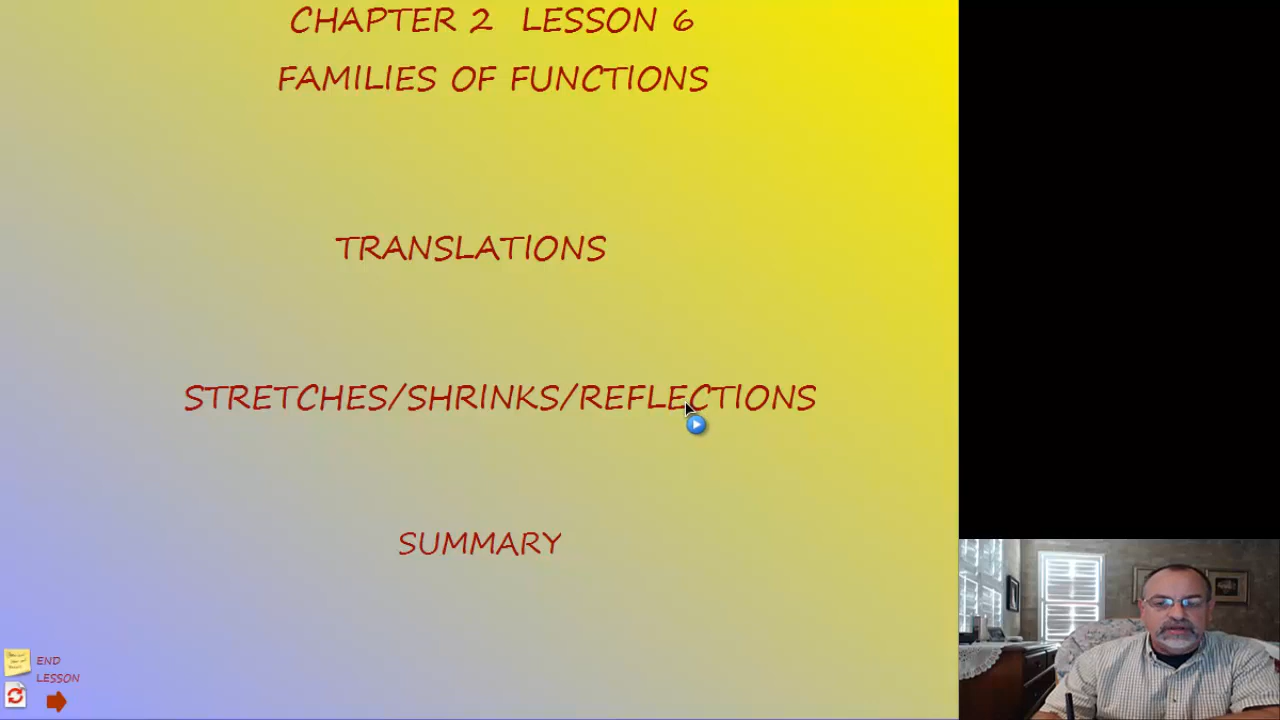 CHAPTER 2 LESSON 6
FAMILIES OF FUNCTIONS
TRANSLATIONS
STRETCHES/SHRINKS/REFLECTIONS
SUMMARY
END
LESSON